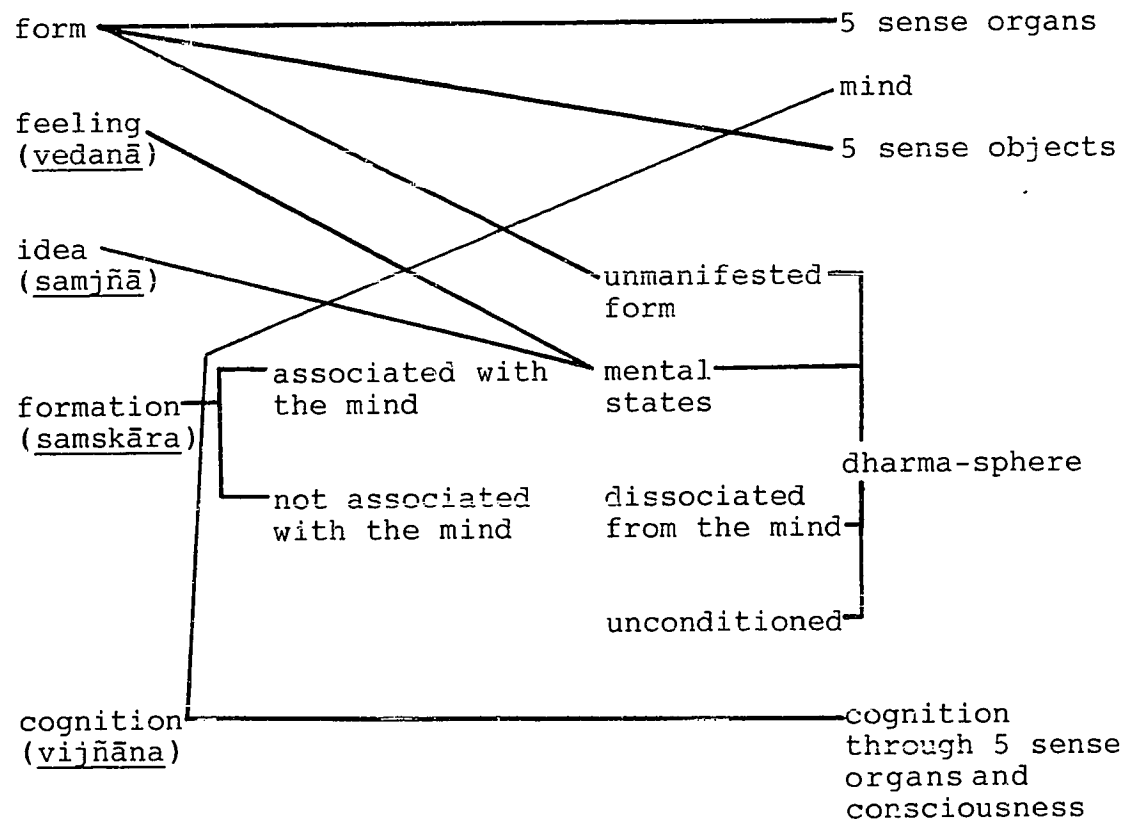 form
5 sense organs
mind
feeling
(vedanā)
5 sense objects
idea
(samjñā)
unmanifested
form
associated with
the mind
mental
states
formation
(samskāra)
dharma-sphere
not associated
with the mind
dissociated
from the mind
unconditioned
cognition
(vijñāna)
cognition
through 5 sense
organs and
consciousness